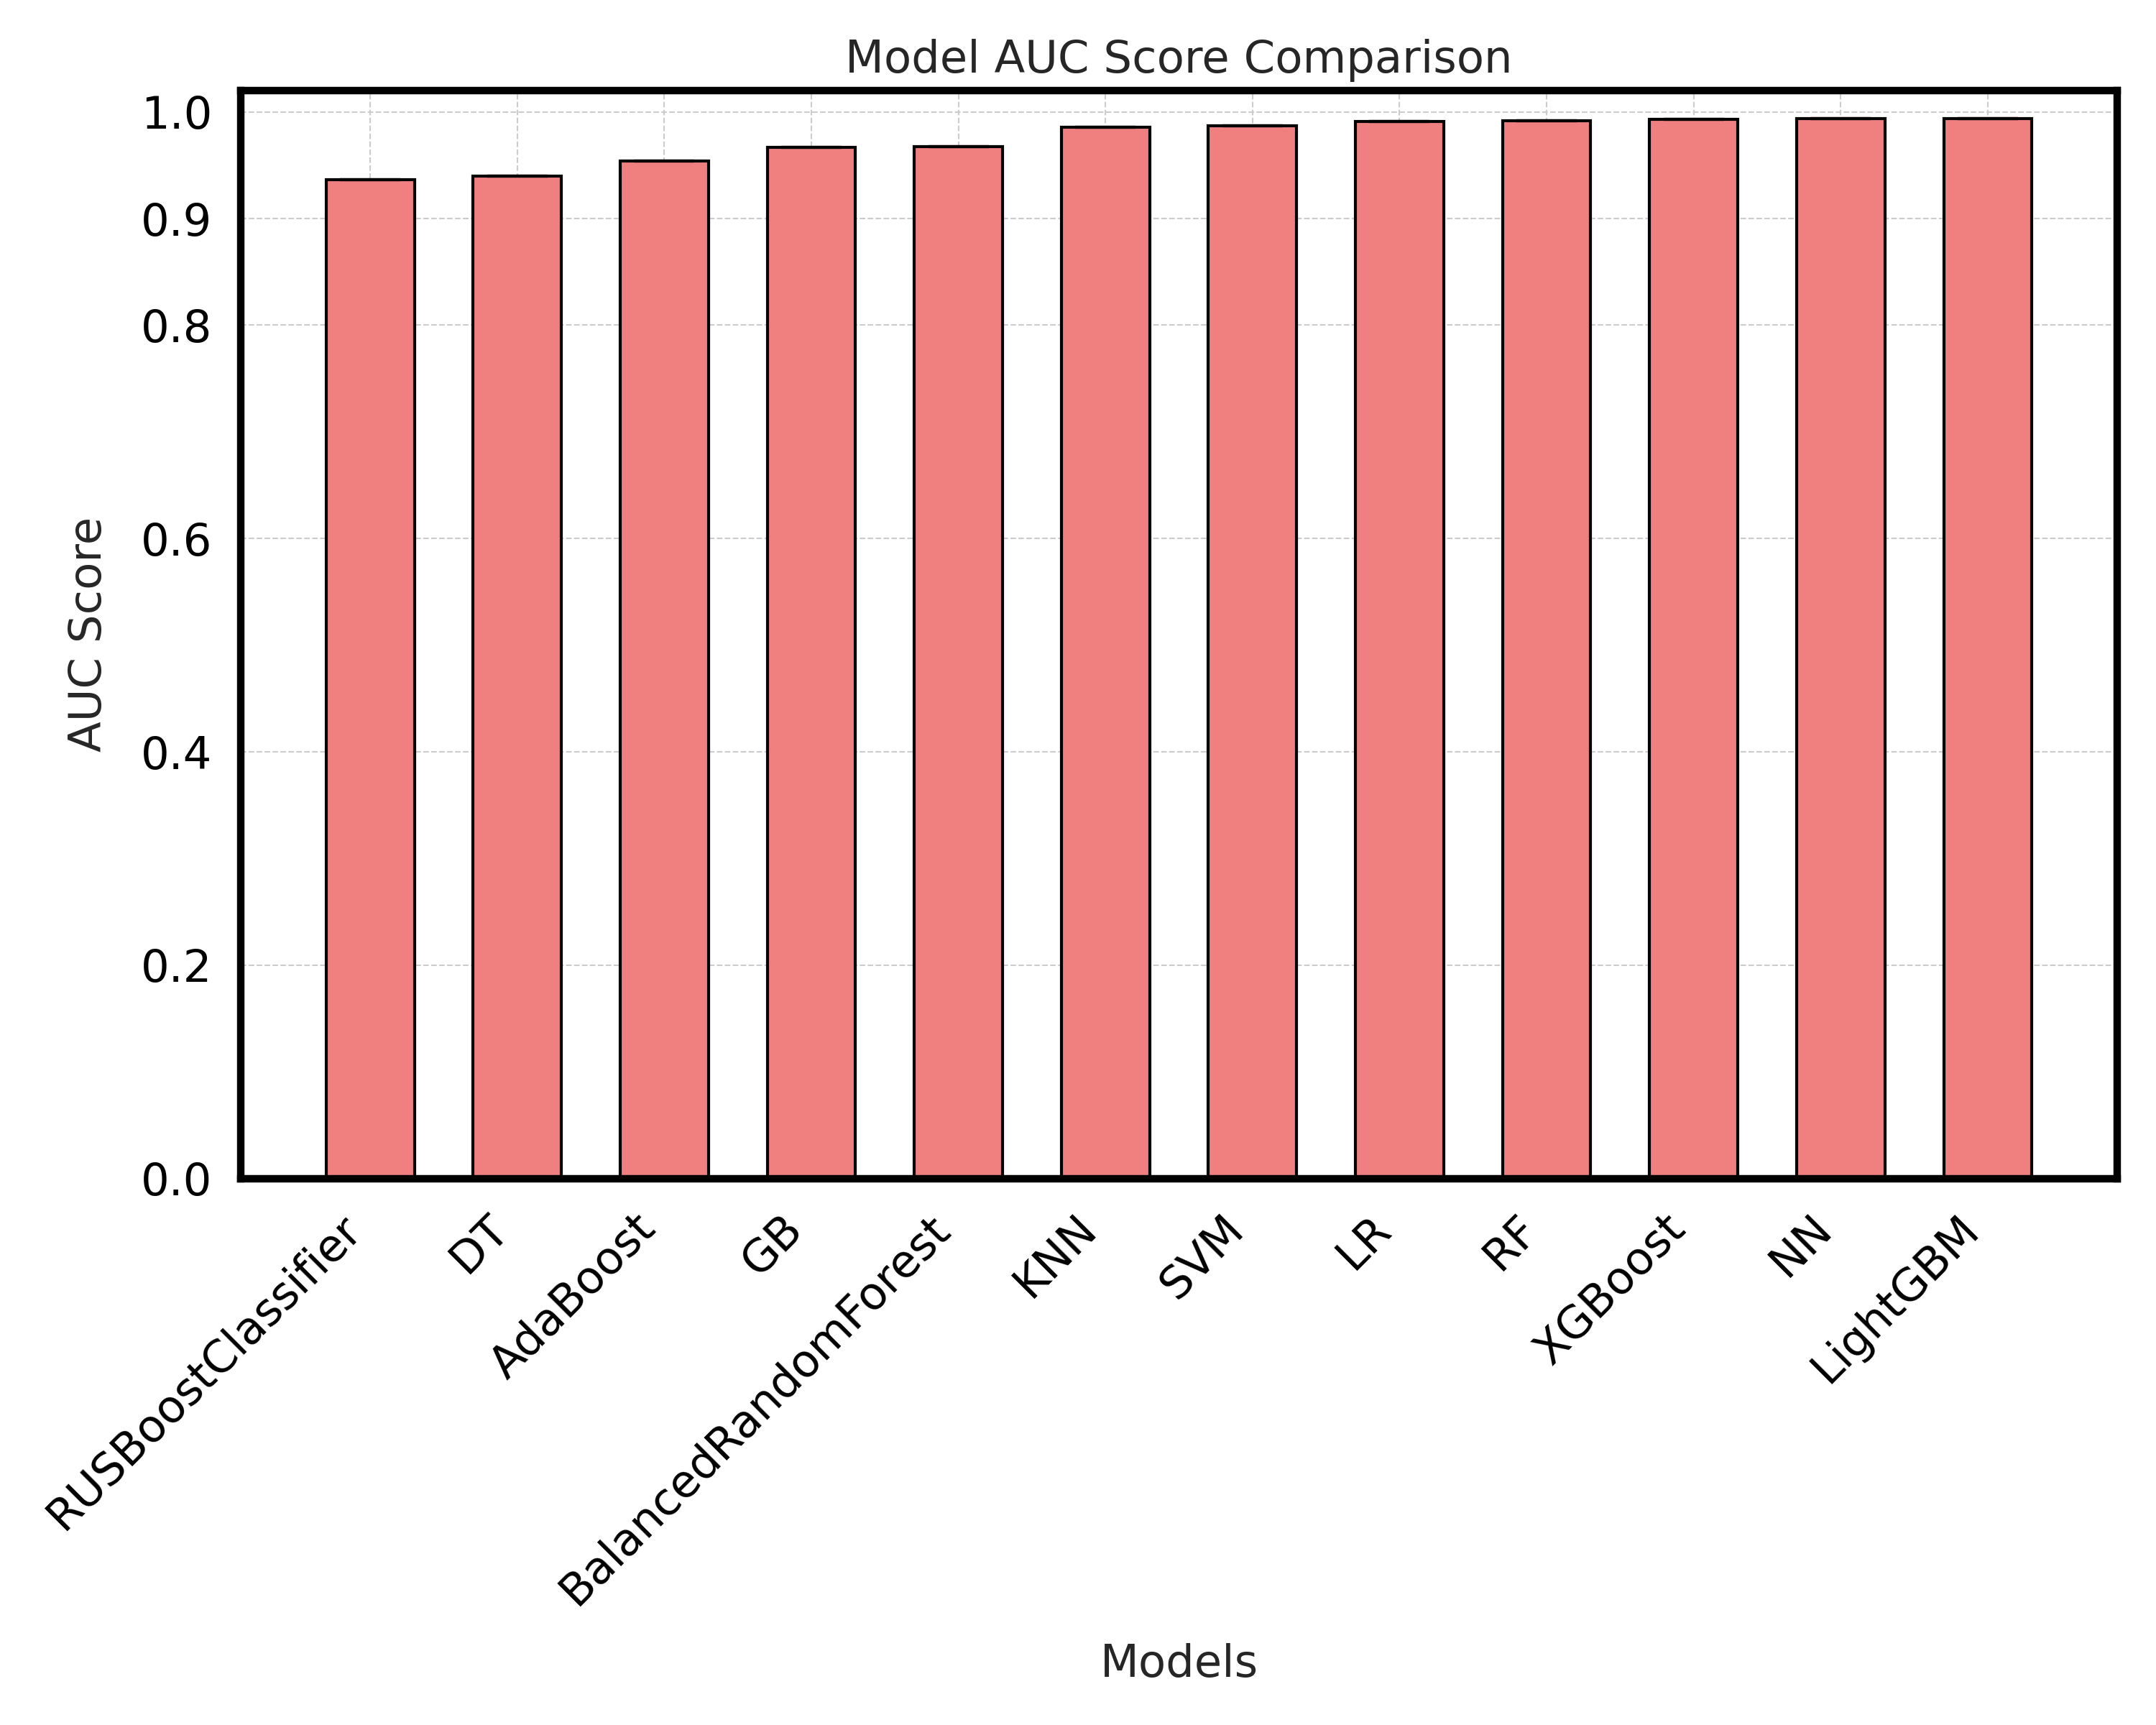 Model AUC Score Comparison
1.0
0.9
0.8
0.6
0.4
0.2
0.0
AUC Score
RUSBoostClassifier
DT
AdaBoost
GB
BalancedRandomForest
KNN
SVM
LR
RF
XGBoost
NN
LightGBM
Models